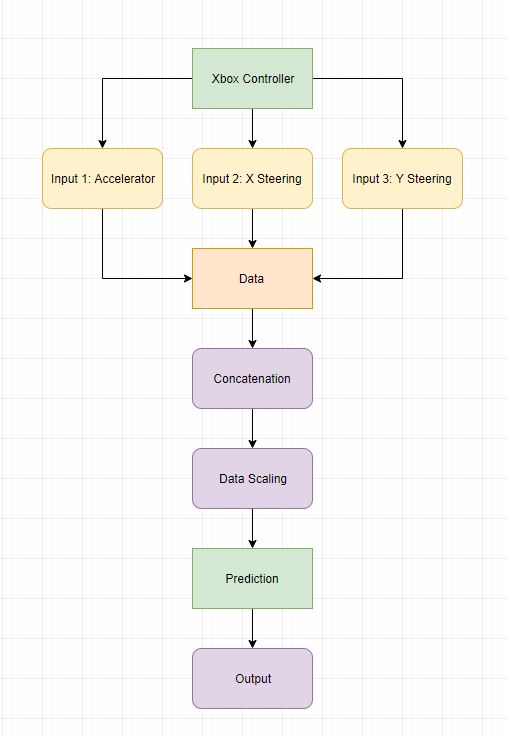 Xbox Controller
Input 1: Accelerator
Input 2: X Steering
Input 3: Y Steering
Data
Concatenation
Data Scaling
Prediction
Output